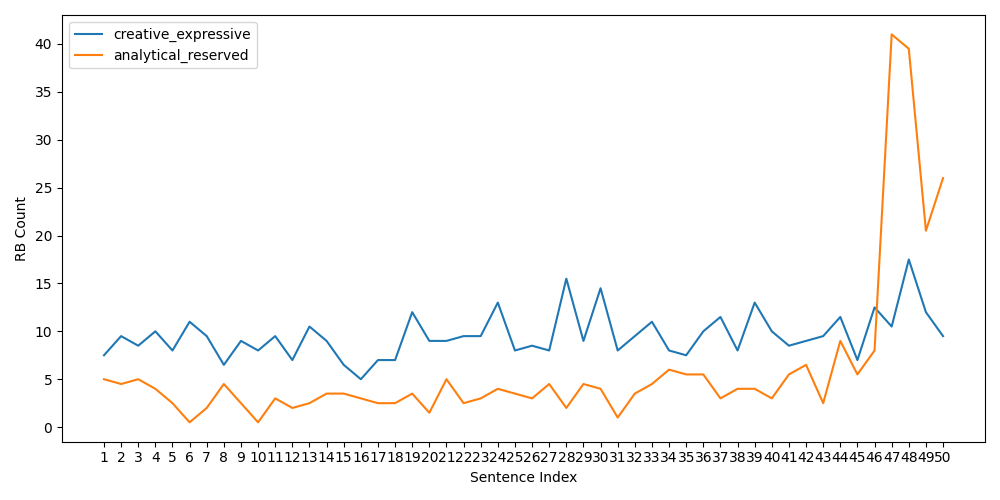 creative_expressive
analytical_reserved
40
35
30
25
20
15
10
5
0
RB Count
1 2 3 4 5 6 7 8 9 10 11 12 13 14 15 16 17 18 19 20 21 22 23 24 25 26 27 28 29 30 31 32 33 34 35 36 37 38 39 40 41 42 43 44 45 46 47 48 49 50
Sentence Index